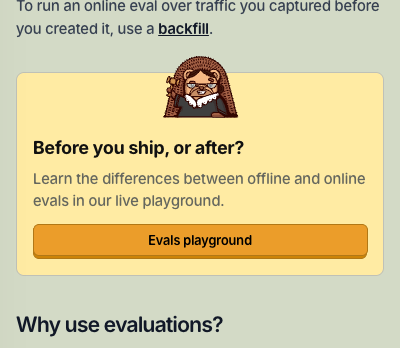 To run an online eval over traffic you captured before
you created it, use a backfill.
Before you ship, or after?
Learn the differences between offline and online
evals in our live playground.
Evals playground
Why use evaluations?